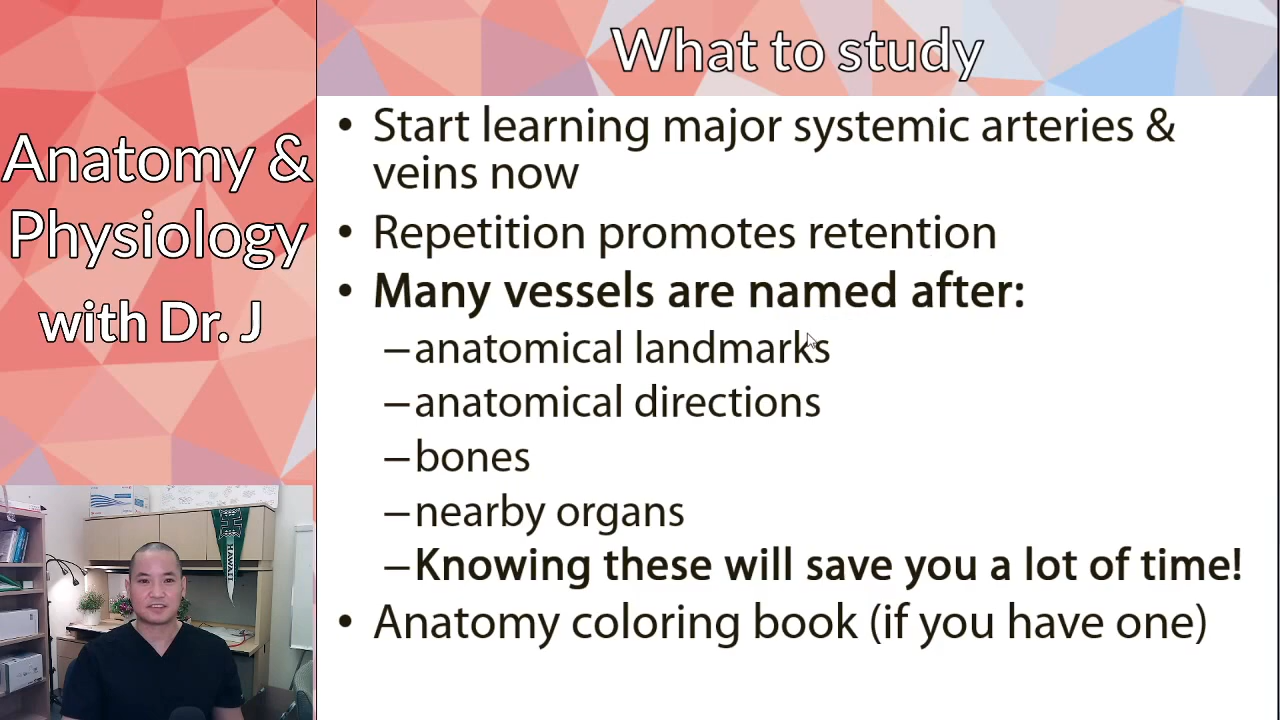 Anatomy &
Physiology
with Dr. J
What to study
• Start learning major systemic arteries &
veins now
• Repetition promotes retention
• Many vessels are named after:
–anatomical landmarks
–anatomical directions
–bones
–nearby organs
–Knowing these will save you a lot of time!
• Anatomy coloring book (if you have one)
H
HAWAII